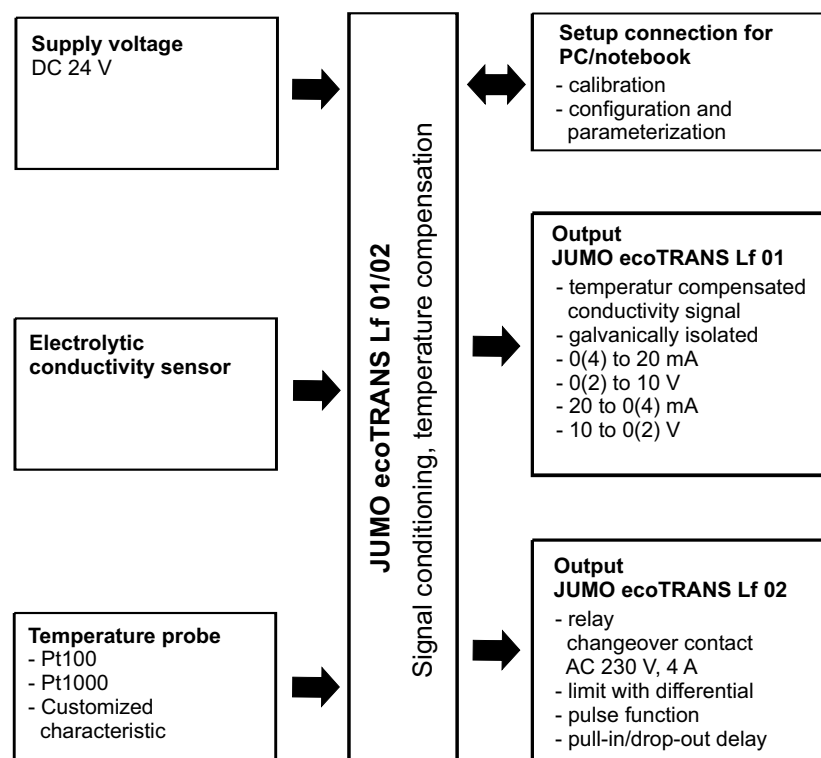 Supply voltage
DC 24 V
Electrolytic
conductivity sensor
Temperature probe
- Pt100
- Pt1000
- Customized
characteristic
JUMO ecoTRANS Lf 01/02
Signal conditioning, temperature compensation
Setup connection for
PC/notebook
- calibration
- configuration and
parameterization
Output
JUMO ecoTRANS Lf 01
- temperatur compensated
conductivity signal
- galvanically isolated
- 0(4) to 20 mA
- 0(2) to 10 V
- 20 to 0(4) mA
- 10 to 0(2) V
Output
JUMO ecoTRANS Lf 02
- relay
changeover contact
AC 230 V, 4 A
- limit with differential
- pulse function
- pull-in/drop-out delay